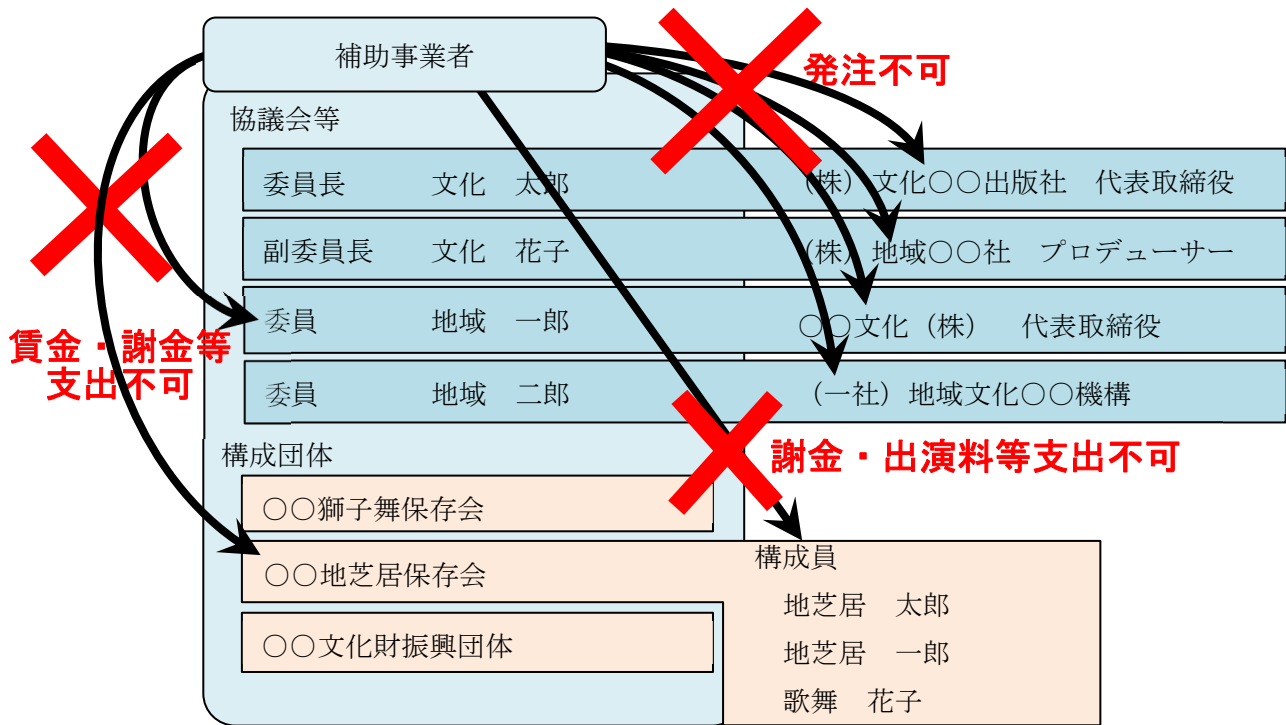 補助事業者
発注不可
協議会等
委員長 文化 太郎 (株)文化○○出版社 代表取締役
副委員長 文化 花子 (株)地域○○社 プロデューサー
委員 地域 一郎 ○○文化(株) 代表取締役
賃金・謝金等
支出不可
委員 地域 二郎 (一社)地域文化○○機構
構成団体
謝金・出演料等支出不可
○○獅子舞保存会
○○地芝居保存会
○○文化財振興団体
構成員
地芝居 太郎
地芝居 一郎
歌舞 花子